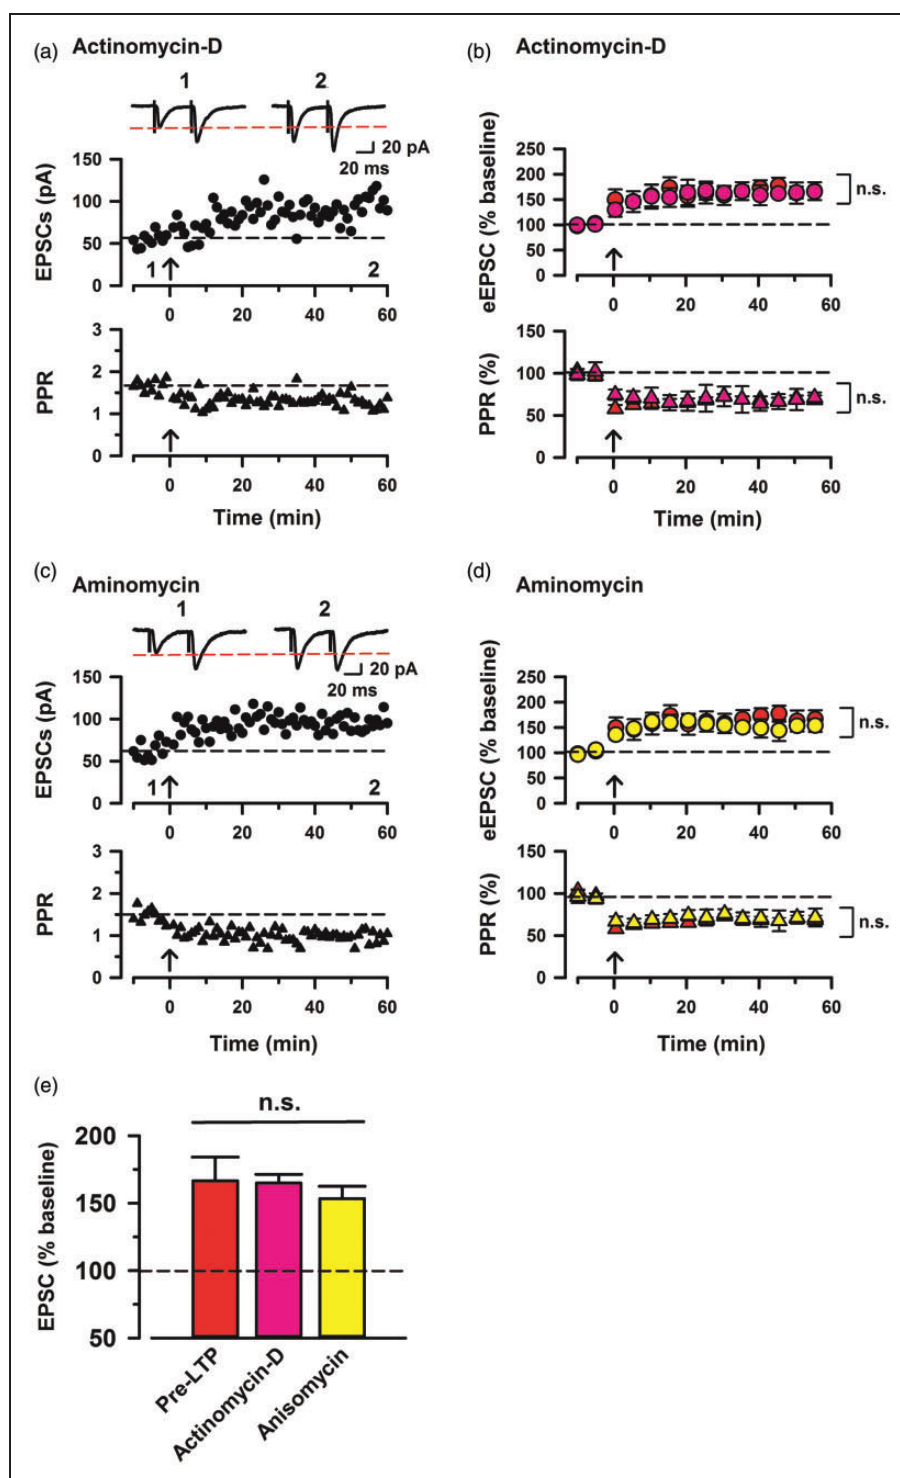 (a) Actinomycin-D
1 2
20 pA
20 ms
EPSCs (pA)
150
100
50
0
1 2
0 20 40 60
PPR
3
2
1
0
0 20 40 60
Time (min)
(b) Actinomycin-D
eEPSC (% baseline)
250
200
150
100
50
0
n.s.
0 20 40 60
PPR (%)
150
100
50
0
n.s.
0 20 40 60
Time (min)
(c) Aminomycin
1 2
20 pA
20 ms
EPSCs (pA)
150
100
50
0
1 2
0 20 40 60
PPR
3
2
1
0
0 20 40 60
Time (min)
(d) Aminomycin
eEPSC (% baseline)
250
200
150
100
50
0
n.s.
0 20 40 60
PPR (%)
150
100
50
0
n.s.
0 20 40 60
Time (min)
(e)
n.s.
EPSC (% baseline)
200
150
100
50
Pre-LTP
Actinomycin-D
Anisomycin